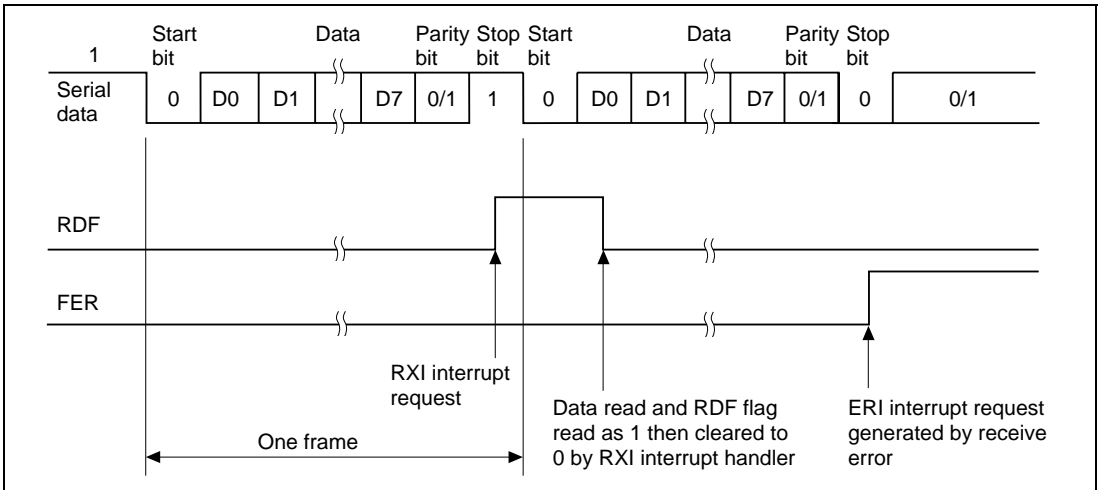 1
Start bit
Data
Parity bit
Stop bit
Start bit
Data
Parity bit
Stop bit
Serial data
0 D0 D1 D7 0/1 1 0 D0 D1 D7 0/1 0 0/1
RDF
FER
RXI interrupt
request
Data read and RDF flag
read as 1 then cleared to
0 by RXI interrupt handler
ERI interrupt request
generated by receive
error
One frame